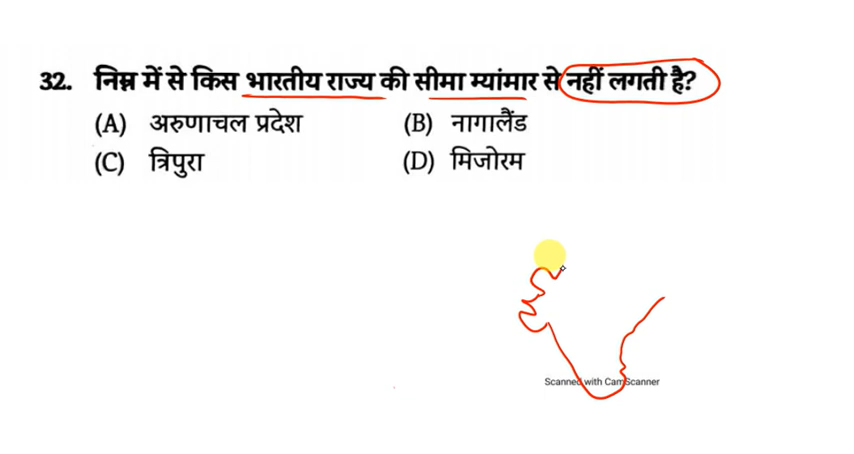 32. निम्न में से किस भारतीय राज्य की सीमा म्यांमार से नहीं लगती है?
(A) अरुणाचल प्रदेश (B) नागालैंड
(C) त्रिपुरा (D) मिजोरम
Scanned with CamScanner